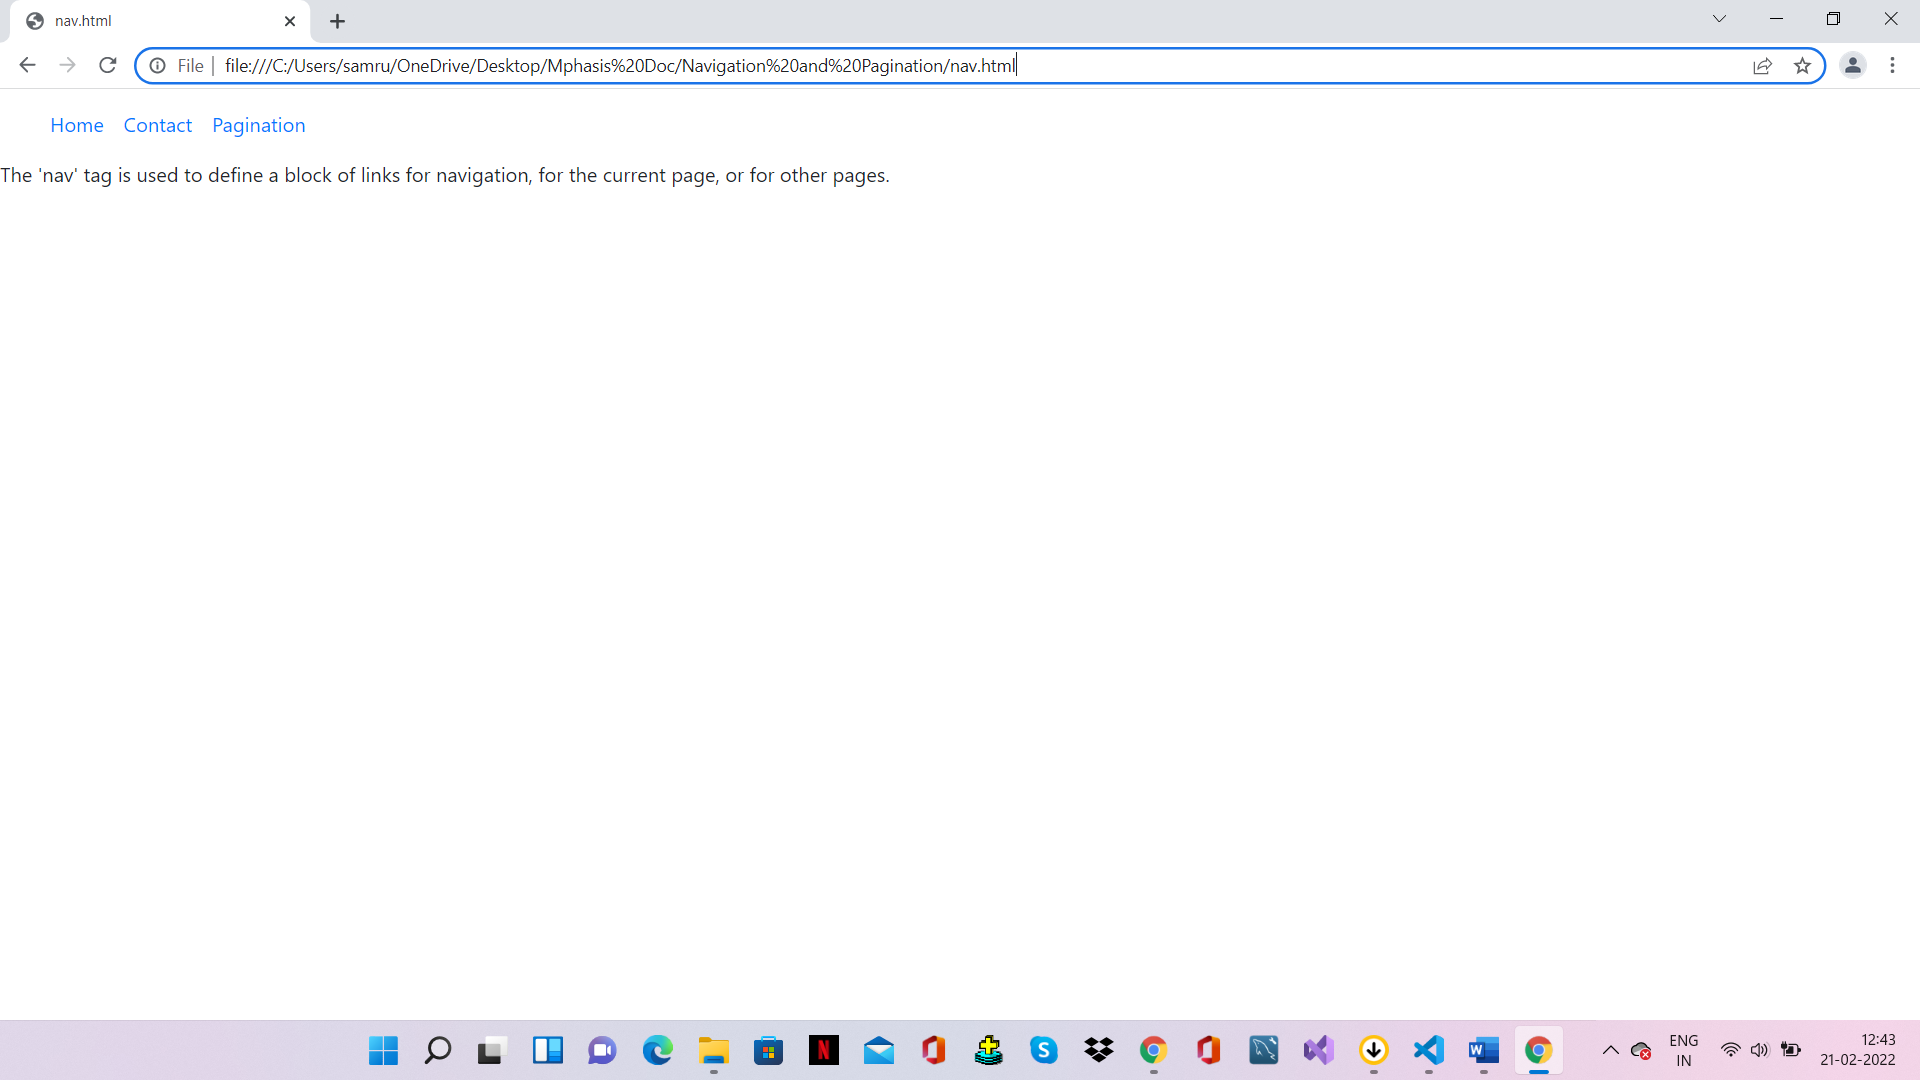 nav.html
File file:///C:/Users/samru/OneDrive/Desktop/Mphasis%20Doc/Navigation%20and%20Pagination/nav.html
Home Contact Pagination
The 'nav' tag is used to define a block of links for navigation, for the current page, or for other pages.
N
S
W
ENG
IN
12:43
21-02-2022